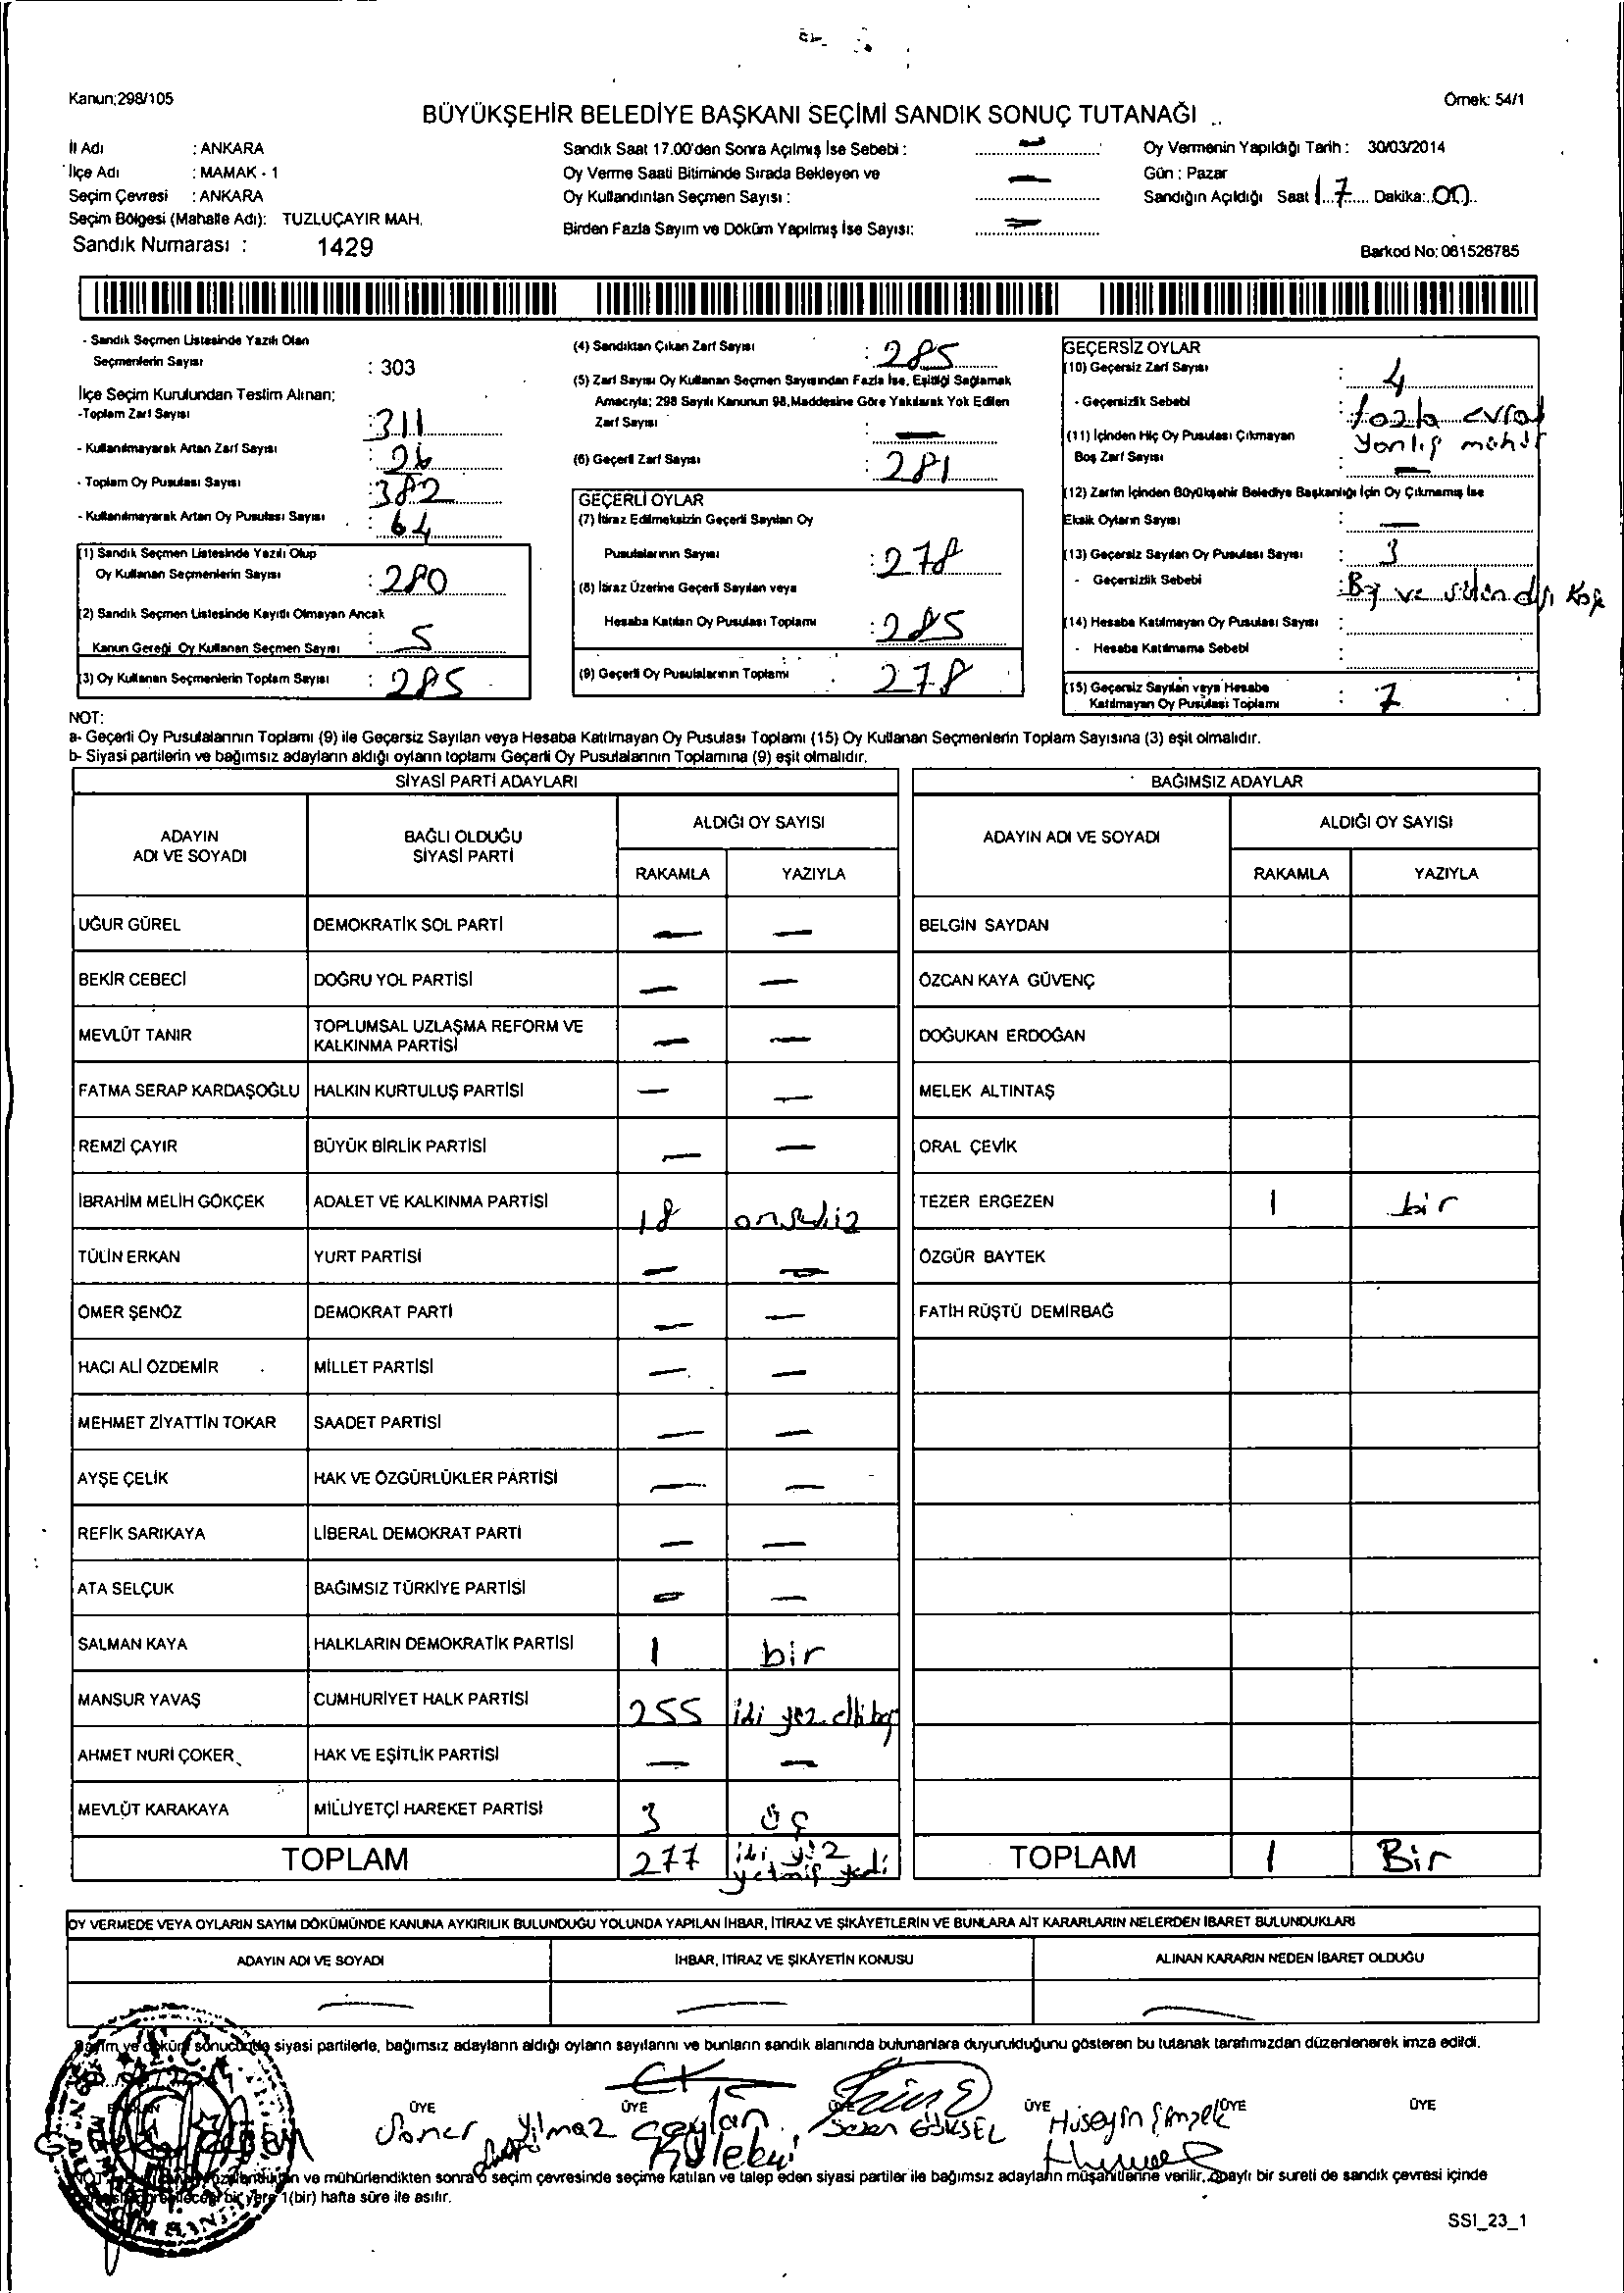 Kanun;298/105
Örnek: 54/1
BÜYÜKŞEHİR BELEDİYE BAŞKANI SEÇİMİ SANDIK SONUÇ TUTANAĞI
İl Adı : ANKARA
İlçe Adı : MAMAK - 1
Seçim Çevresi : ANKARA
Seçim Bölgesi (Mahalle Adı): TUZLUÇAYIR MAH.
Sandık Numarası : 1429
Sandık Saat 17.00'den Sonra Açılmış İse Sebebi : —
Oy Verme Saati Bitiminde Sırada Bekleyen ve
Oy Kullandırılan Seçmen Sayısı : —
Birden Fazla Sayım ve Döküm Yapılmış İse Sayısı: —
Oy Vermenin Yapıldığı Tarih : 30/03/2014
Gün : Pazar
Sandığın Açıldığı Saat 17 Dakika: 00
Barkod No: 061526785
- Sandık Seçmen Listesinde Yazılı Olan
Seçmenlerin Sayısı : 303
İlçe Seçim Kurulundan Teslim Alınan;
-Toplam Zarf Sayısı : 311
- Kullanılmayarak Artan Zarf Sayısı : 26
- Toplam Oy Pusulası Sayısı : 382
- Kullanılmayarak Artan Oy Pusulası Sayısı : 64
(1) Sandık Seçmen Listesinde Yazılı Olup
Oy Kullanan Seçmenlerin Sayısı : 280
(2) Sandık Seçmen Listesinde Kayıtlı Olmayan Ancak
Kanun Gereği Oy Kullanan Seçmen Sayısı : 5
(3) Oy Kullanan Seçmenlerin Toplam Sayısı : 285
(4) Sandıktan Çıkan Zarf Sayısı : 285
(5) Zarf Sayısı Oy Kullanan Seçmen Sayısından Fazla İse, Eşitliği Sağlamak
Amacıyla; 298 Sayılı Kanunun 98.Maddesine Göre Yakılarak Yok Edilen
Zarf Sayısı : —
(6) Geçerli Zarf Sayısı : 281
GEÇERLİ OYLAR
(7) İtiraz Edilmeksizin Geçerli Sayılan Oy
Pusulalarının Sayısı : 278
(8) İtiraz Üzerine Geçerli Sayılan veya
Hesaba Katılan Oy Pusulası Toplamı : 285
(9) Geçerli Oy Pusulalarının Toplamı : 278
GEÇERSİZ OYLAR
(10) Geçersiz Zarf Sayısı : 4
- Geçersizlik Sebebi : fazla evrak
yanlış mühür
(11) İçinden Hiç Oy Pusulası Çıkmayan
Boş Zarf Sayısı : —
(12) Zarfın İçinden Büyükşehir Belediye Başkanlığı İçin Oy Çıkmamış İse
Eksik Oyların Sayısı : —
(13) Geçersiz Sayılan Oy Pusulası Sayısı : 3
- Geçersizlik Sebebi : Boş ve sütun dışı
(14) Hesaba Katılmayan Oy Pusulası Sayısı :
- Hesaba Katılmama Sebebi :
(15) Geçersiz Sayılan veya Hesaba
Katılmayan Oy Pusulası Toplamı : 7
NOT:
a- Geçerli Oy Pusulalarının Toplamı (9) ile Geçersiz Sayılan veya Hesaba Katılmayan Oy Pusulası Toplamı (15) Oy Kullanan Seçmenlerin Toplam Sayısına (3) eşit olmalıdır.
b- Siyasi partilerin ve bağımsız adayların aldığı oyların toplamı Geçerli Oy Pusulalarının Toplamına (9) eşit olmalıdır.
SİYASİ PARTİ ADAYLARI
ADAYIN ADI VE SOYADI
BAĞLI OLDUĞU SİYASİ PARTİ
ALDIĞI OY SAYISI
RAKAMLA YAZIYLA
UĞUR GÜREL DEMOKRATİK SOL PARTİ — —
BEKİR CEBECİ DOĞRU YOL PARTİSİ — —
MEVLÜT TANIR TOPLUMSAL UZLAŞMA REFORM VE KALKINMA PARTİSİ — —
FATMA SERAP KARDAŞOĞLU HALKIN KURTULUŞ PARTİSİ — —
REMZİ ÇAYIR BÜYÜK BİRLİK PARTİSİ — —
İBRAHİM MELİH GÖKÇEK ADALET VE KALKINMA PARTİSİ 18 onsekiz
TÜLİN ERKAN YURT PARTİSİ — —
ÖMER ŞENÖZ DEMOKRAT PARTİ — —
HACI ALİ ÖZDEMİR MİLLET PARTİSİ — —
MEHMET ZİYATTİN TOKAR SAADET PARTİSİ — —
AYŞE ÇELİK HAK VE ÖZGÜRLÜKLER PARTİSİ — —
REFİK SARIKAYA LİBERAL DEMOKRAT PARTİ — —
ATA SELÇUK BAĞIMSIZ TÜRKİYE PARTİSİ — —
SALMAN KAYA HALKLARIN DEMOKRATİK PARTİSİ 1 bir
MANSUR YAVAŞ CUMHURİYET HALK PARTİSİ 255 iki yüz elli beş
AHMET NURİ ÇOKER HAK VE EŞİTLİK PARTİSİ — —
MEVLÜT KARAKAYA MİLLİYETÇİ HAREKET PARTİSİ 3 üç
TOPLAM 277 iki yüz yetmiş yedi
BAĞIMSIZ ADAYLAR
ADAYIN ADI VE SOYADI
ALDIĞI OY SAYISI
RAKAMLA YAZIYLA
BELGİN SAYDAN
ÖZCAN KAYA GÜVENÇ
DOĞUKAN ERDOĞAN
MELEK ALTINTAŞ
ORAL ÇEVİK
TEZER ERGEZEN 1 bir
ÖZGÜR BAYTEK
FATİH RÜŞTÜ DEMİRBAĞ
TOPLAM 1 Bir
OY VERMEDE VEYA OYLARIN SAYIM DÖKÜMÜNDE KANUNA AYKIRILIK BULUNDUĞU YOLUNDA YAPILAN İHBAR, İTİRAZ VE ŞİKÂYETLERİN VE BUNLARA AİT KARARLARIN NELERDEN İBARET BULUNDUKLARI
ADAYIN ADI VE SOYADI
İHBAR, İTİRAZ VE ŞİKÂYETİN KONUSU
ALINAN KARARIN NEDEN İBARET OLDUĞU
— — —
Sayım ve döküm sonucunda siyasi partilerle, bağımsız adayların aldığı oyların sayılarını ve bunların sandık alanında bulunanlara duyurulduğunu gösteren bu tutanak tarafımızdan düzenlenerek imza edildi.
ÜYE ÜYE ÜYE ÜYE ÜYE ÜYE
Yılmaz Ceylan GÖKSEL Hüseyin Şimşek
ve mühürlendikten sonra o seçim çevresinde seçime katılan ve talep eden siyasi partiler ile bağımsız adayların müşahitlerine verilir, onaylı bir sureti de sandık çevresi içinde
bir yere 1(bir) hafta süre ile asılır.
SSI_23_1